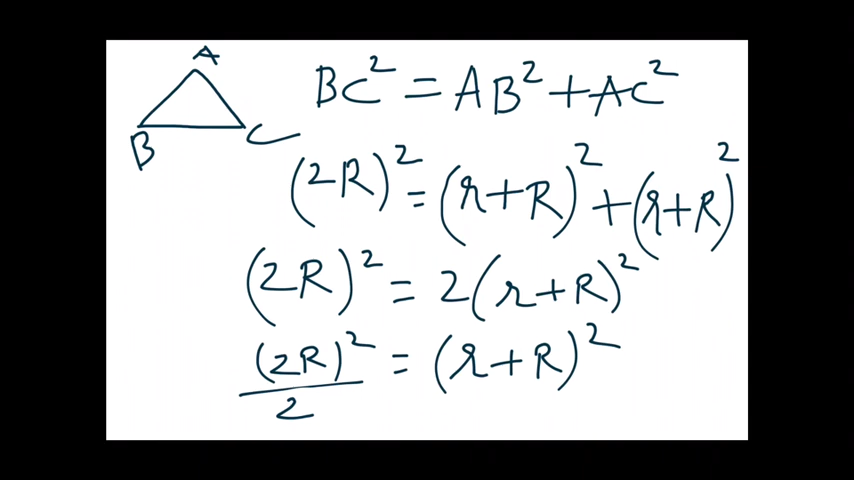 A
B
C
BC² = AB² + AC²
(2R)² = (r+R)² + (r+R)²
(2R)² = 2(r+R)²
(2R)²/2 = (r+R)²